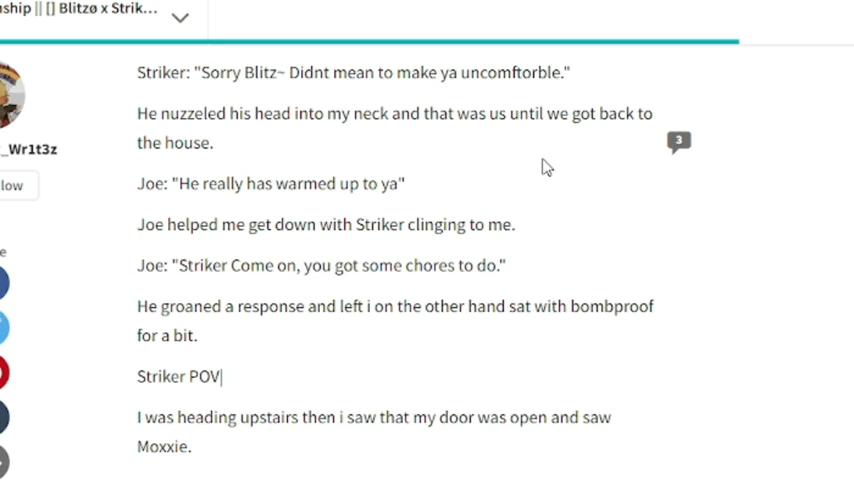 ship || [] Blitzø x Strik...
Striker: "Sorry Blitz~ Didnt mean to make ya uncomftorble."
He nuzzeled his head into my neck and that was us until we got back to
the house.
3
_Wr1t3z
low
Joe: "He really has warmed up to ya"
Joe helped me get down with Striker clinging to me.
e
Joe: "Striker Come on, you got some chores to do."
He groaned a response and left i on the other hand sat with bombproof
for a bit.
Striker POV|
I was heading upstairs then i saw that my door was open and saw
Moxxie.